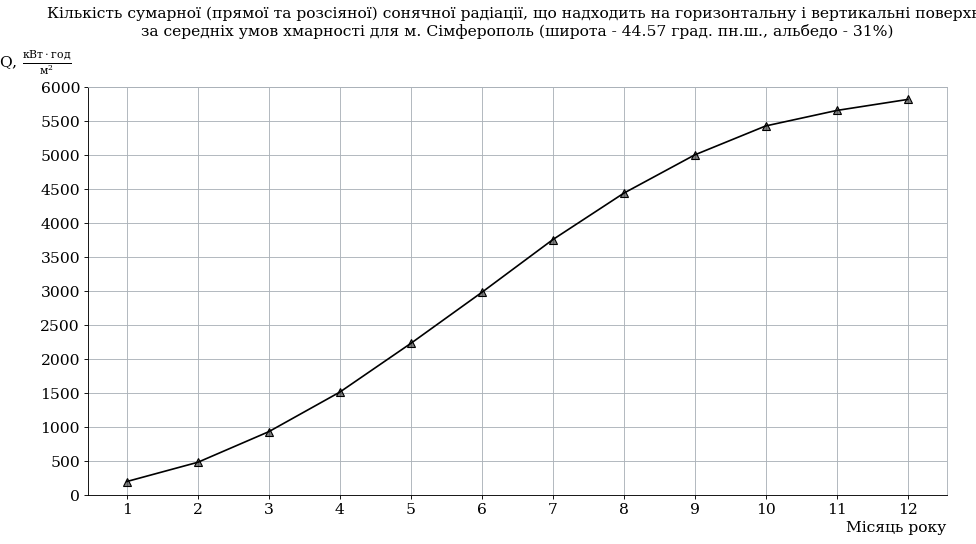 Кількість сумарної (прямої та розсіяної) сонячної радіації, що надходить на горизонтальну і вертикальні
за середніх умов хмарності для м. Сімферополь (широта - 44.57 град. пн.ш., альбедо - 31%)
Q, кВт · год / м²
6000
5500
5000
4500
4000
3500
3000
2500
2000
1500
1000
500
0
1 2 3 4 5 6 7 8 9 10 11 12
Місяць року